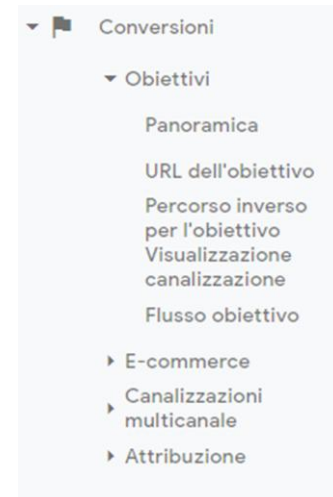 Conversioni
Obiettivi
Panoramica
URL dell'obiettivo
Percorso inverso
per l'obiettivo
Visualizzazione
canalizzazione
Flusso obiettivo
E-commerce
Canalizzazioni
multicanale
Attribuzione